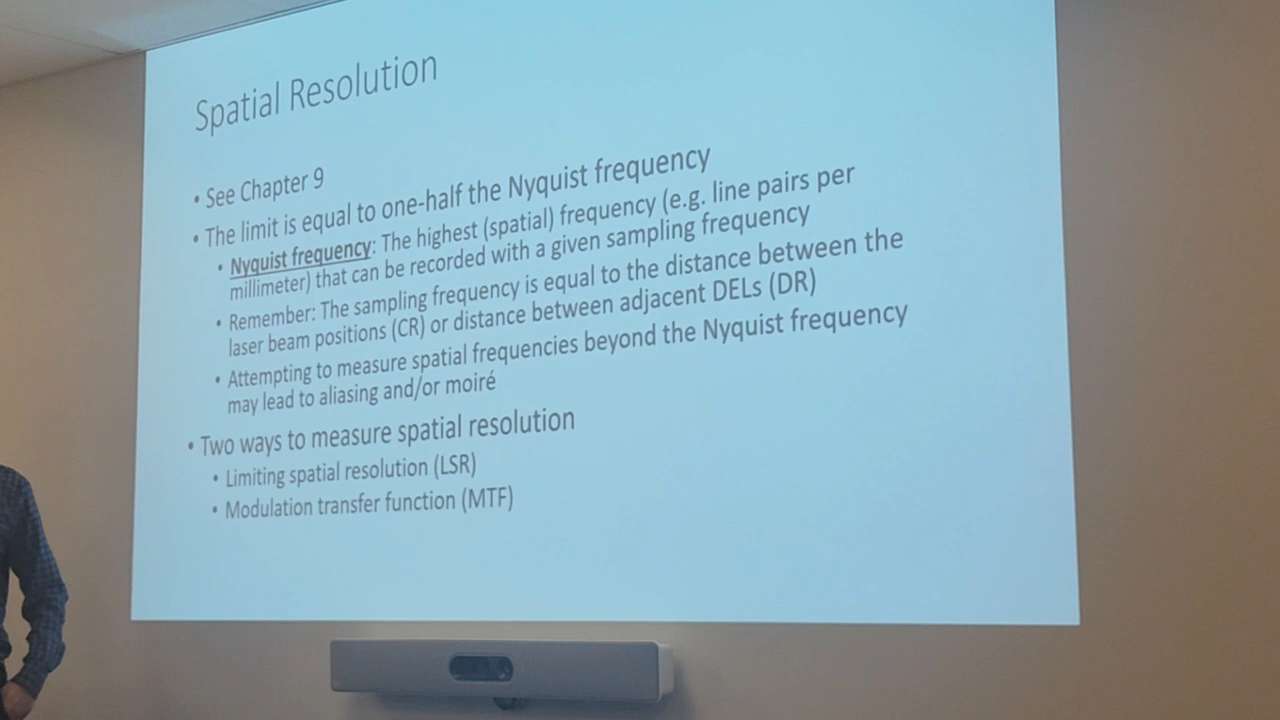 Spatial Resolution
• See Chapter 9
• The limit is equal to one-half the Nyquist frequency
• Nyquist frequency: The highest (spatial) frequency (e.g. line pairs per
millimeter) that can be recorded with a given sampling frequency
• Remember: The sampling frequency is equal to the distance between the
laser beam positions (CR) or distance between adjacent DELs (DR)
• Attempting to measure spatial frequencies beyond the Nyquist frequency
may lead to aliasing and/or moiré
• Two ways to measure spatial resolution
• Limiting spatial resolution (LSR)
• Modulation transfer function (MTF)